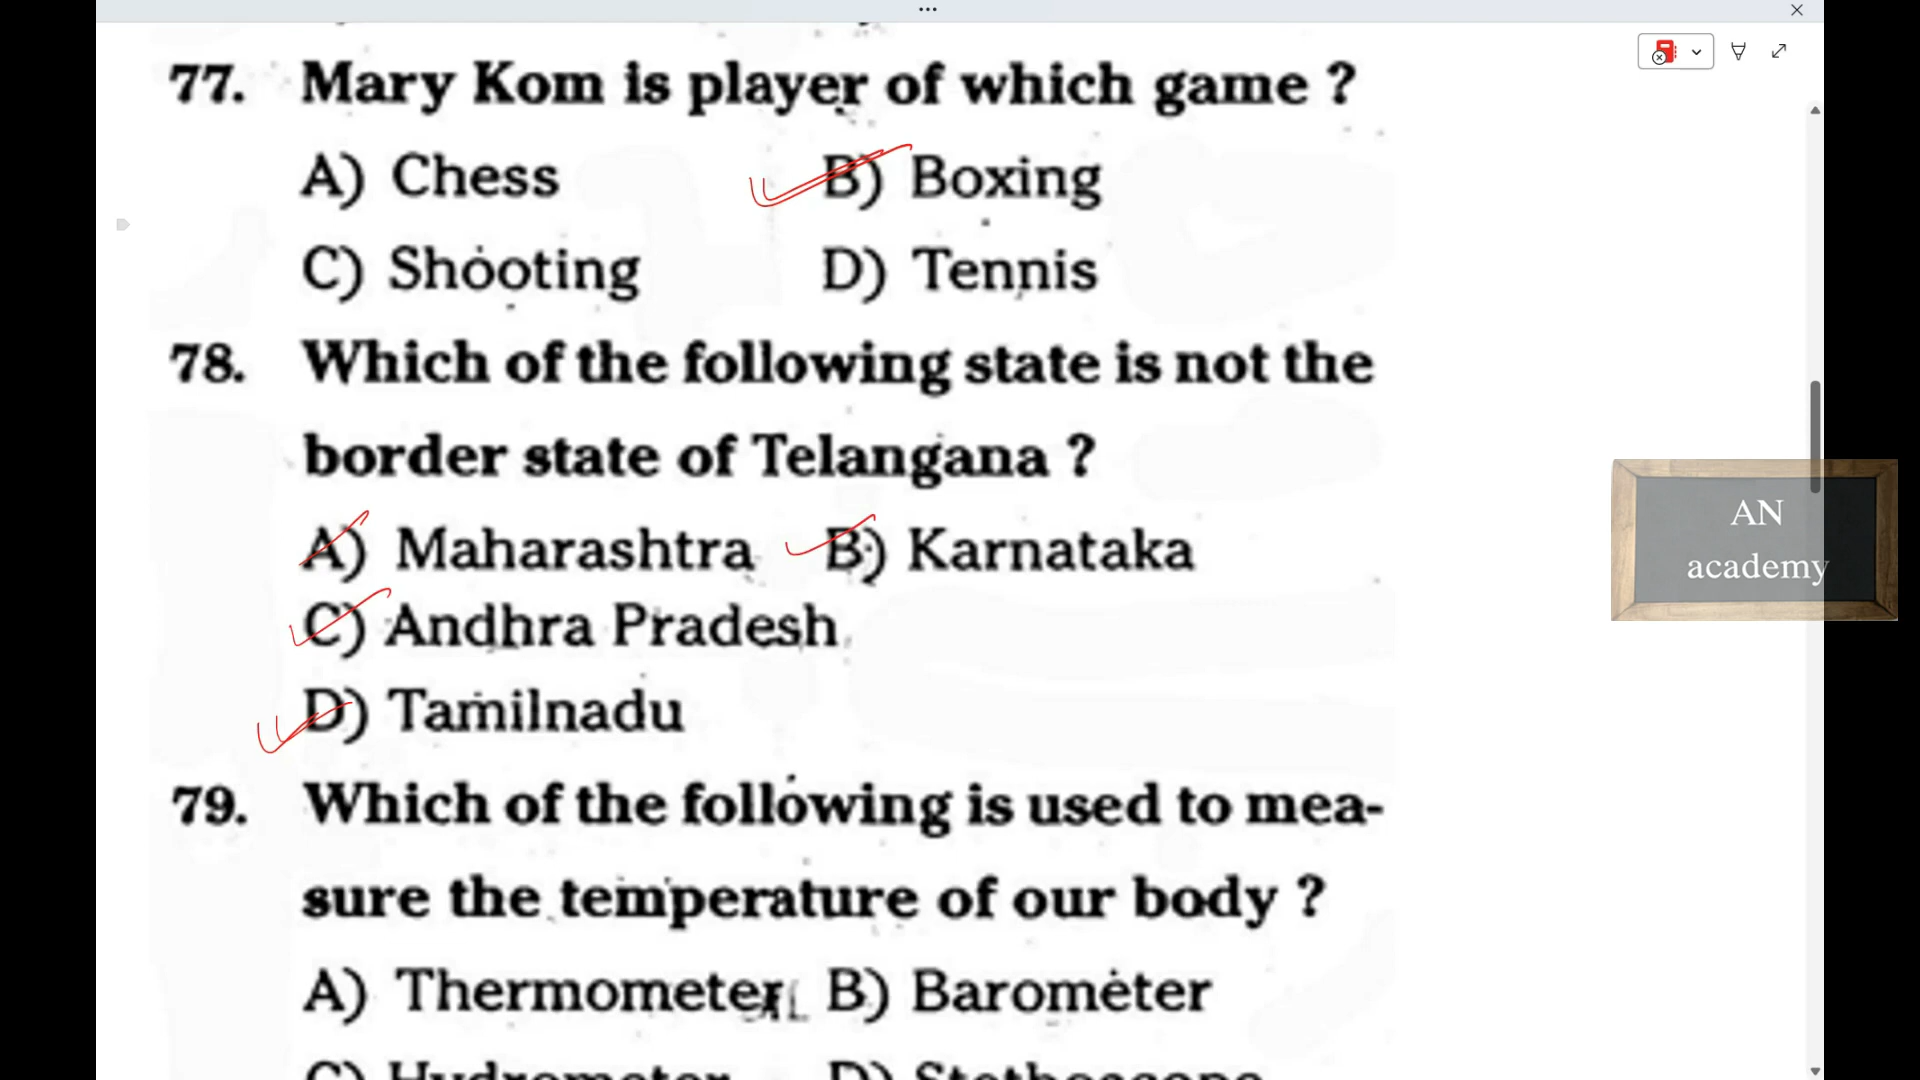 77. Mary Kom is player of which game ?
A) Chess B) Boxing
C) Shooting D) Tennis
78. Which of the following state is not the
border state of Telangana ?
A) Maharashtra B) Karnataka
C) Andhra Pradesh
D) Tamilnadu
79. Which of the following is used to mea-
sure the temperature of our body ?
A) Thermometer B) Barometer
C) Hydrometer D) Stethoscope
AN
academy